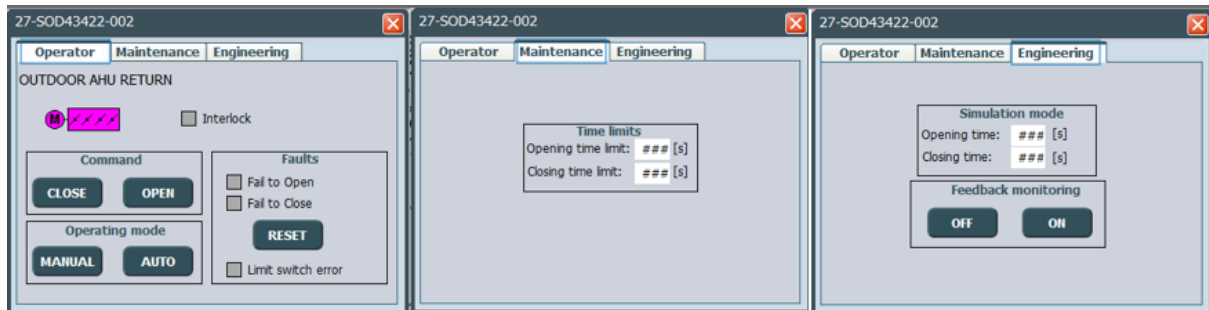 27-SOD43422-002
Operator Maintenance Engineering
OUTDOOR AHU RETURN
M
Interlock
Command
CLOSE OPEN
Operating mode
MANUAL AUTO
Faults
Fail to Open
Fail to Close
RESET
Limit switch error
27-SOD43422-002
Operator Maintenance Engineering
Time limits
Opening time limit: ### [s]
Closing time limit: ### [s]
27-SOD43422-002
Operator Maintenance Engineering
Simulation mode
Opening time: ### [s]
Closing time: ### [s]
Feedback monitoring
OFF ON